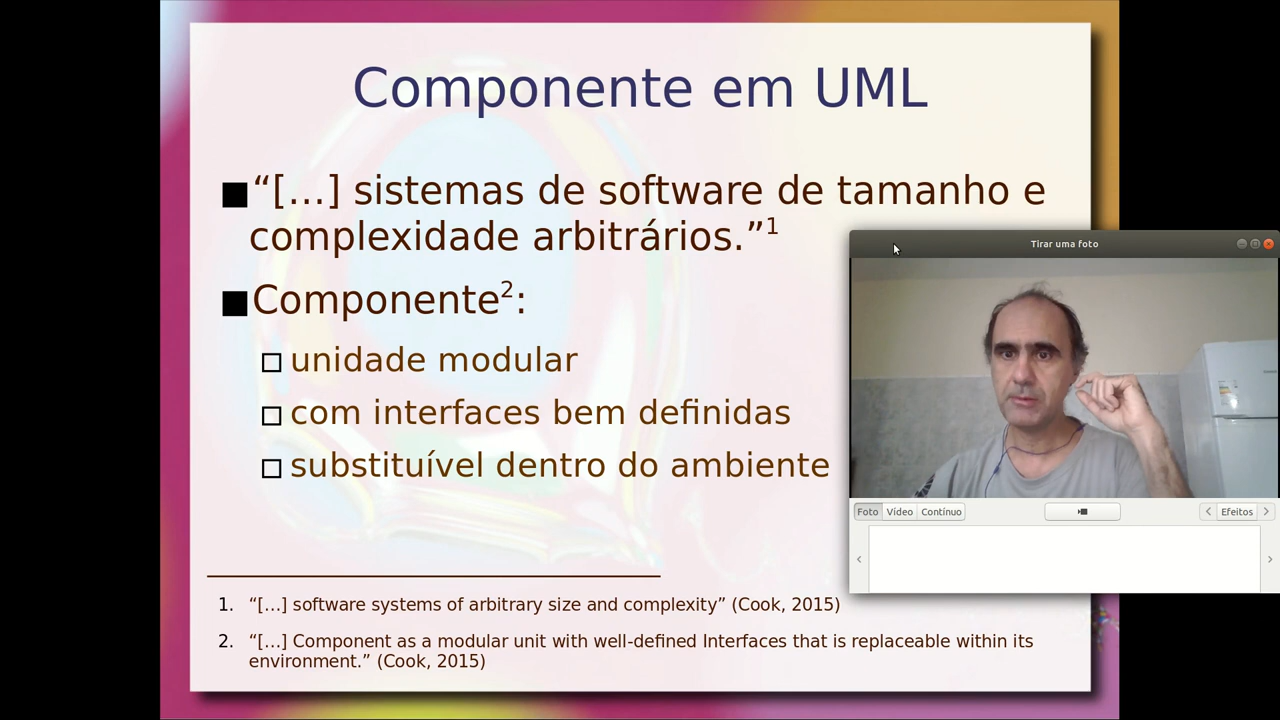 Componente em UML
“[...] sistemas de software de tamanho e
complexidade arbitrários.”1
Componente2:
unidade modular
com interfaces bem definidas
substituível dentro do ambiente
1. “[...] software systems of arbitrary size and complexity” (Cook, 2015)
2. “[...] Component as a modular unit with well-defined Interfaces that is replaceable within its
environment.” (Cook, 2015)
Tirar uma foto
Foto Vídeo Contínuo Efeitos